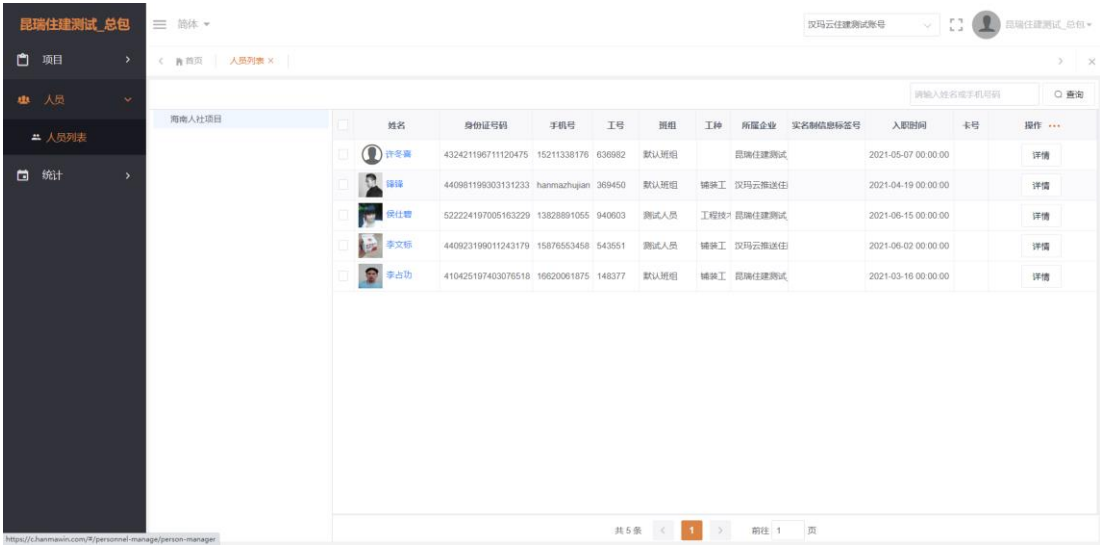 昆瑞住建测试_总包
简体
汉玛云住建测试账号
昆瑞住建测试_总包
项目
首页
人员列表 ×
人员
请输入姓名或手机号码
查询
人员列表
统计
海南人社项目
姓名 身份证号码 手机号 工号 班组 工种 所属企业 实名制信息标签号 入职时间 卡号 操作 •••
许冬喜 432421196711120475 15211338176 636982 默认班组 昆瑞住建测试 2021-05-07 00:00:00 详情
锋锋 440981199303131233 hanmazhujian 369450 默认班组 铺装工 汉玛云推送住 2021-04-19 00:00:00 详情
侯仕碧 522224197005163229 13828891055 940603 测试人员 工程技 昆瑞住建测试 2021-06-15 00:00:00 详情
李文标 440923199011243179 15876553458 543551 测试人员 铺装工 汉玛云推送住 2021-06-02 00:00:00 详情
李占功 410425197403076518 16620061875 148377 默认班组 铺装工 昆瑞住建测试 2021-03-16 00:00:00 详情
共 5 条 < 1 > 前往 1 页
https://c.hanmawin.com/#/personnel-manage/person-manager